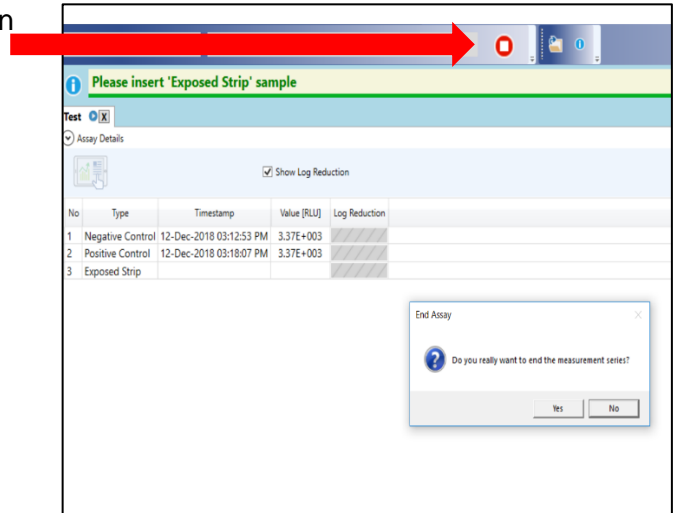 n
Please insert 'Exposed Strip' sample
Test X
Assay Details
Show Log Reduction
No Type Timestamp Value [RLU] Log Reduction
1 Negative Control 12-Dec-2018 03:12:53 PM 3.37E+003
2 Positive Control 12-Dec-2018 03:18:07 PM 3.37E+003
3 Exposed Strip
End Assay
Do you really want to end the measurement series?
Yes No